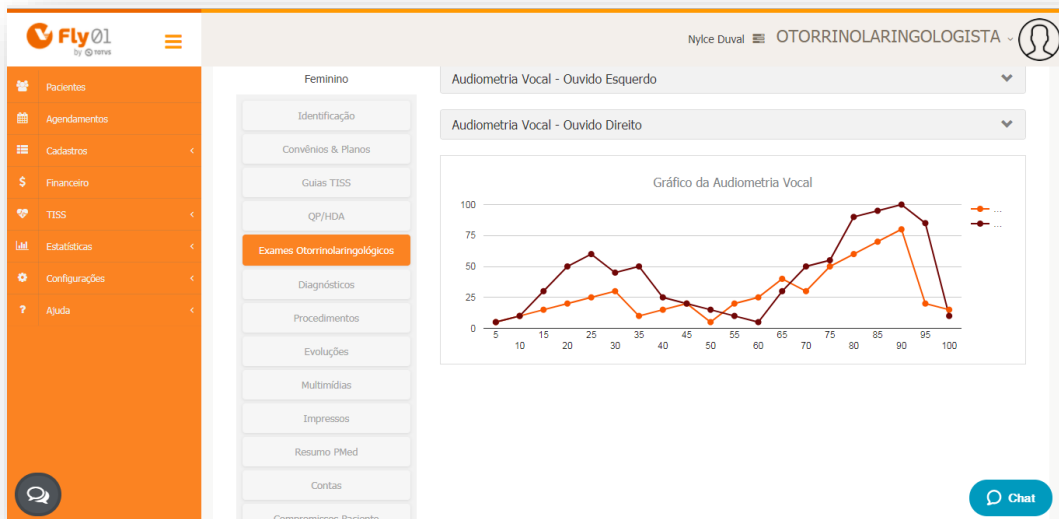 Fly01
by TOTVS
Nylce Duval
OTORRINOLARINGOLOGISTA
Pacientes
Agendamentos
Cadastros
$ Financeiro
TISS
Estatísticas
Configurações
? Ajuda
Feminino
Identificação
Convênios & Planos
Guias TISS
QP/HDA
Exames Otorrinolaringológicos
Diagnósticos
Procedimentos
Evoluções
Multimídias
Impressos
Resumo PMed
Contas
Compromissos Paciente
Audiometria Vocal - Ouvido Esquerdo
Audiometria Vocal - Ouvido Direito
Gráfico da Audiometria Vocal
100
75
50
25
0
5 15 25 35 45 55 65 75 85 95
10 20 30 40 50 60 70 80 90 100
...
...
Chat